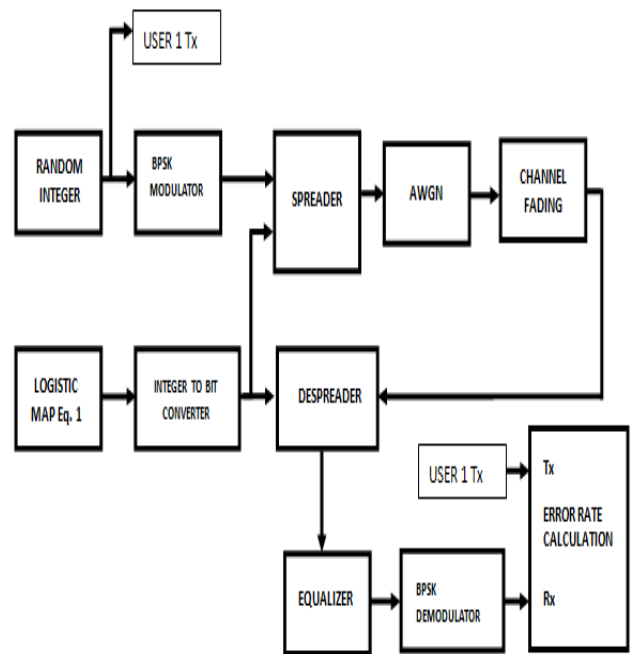 USER 1 Tx
RANDOM
INTEGER
BPSK
MODULATOR
SPREADER
AWGN
CHANNEL
FADING
LOGISTIC
MAP Eq. 1
INTEGER TO BIT
CONVERTER
DESPREADER
USER 1 Tx
Tx
ERROR RATE
CALCULATION
Rx
EQUALIZER
BPSK
DEMODULATOR